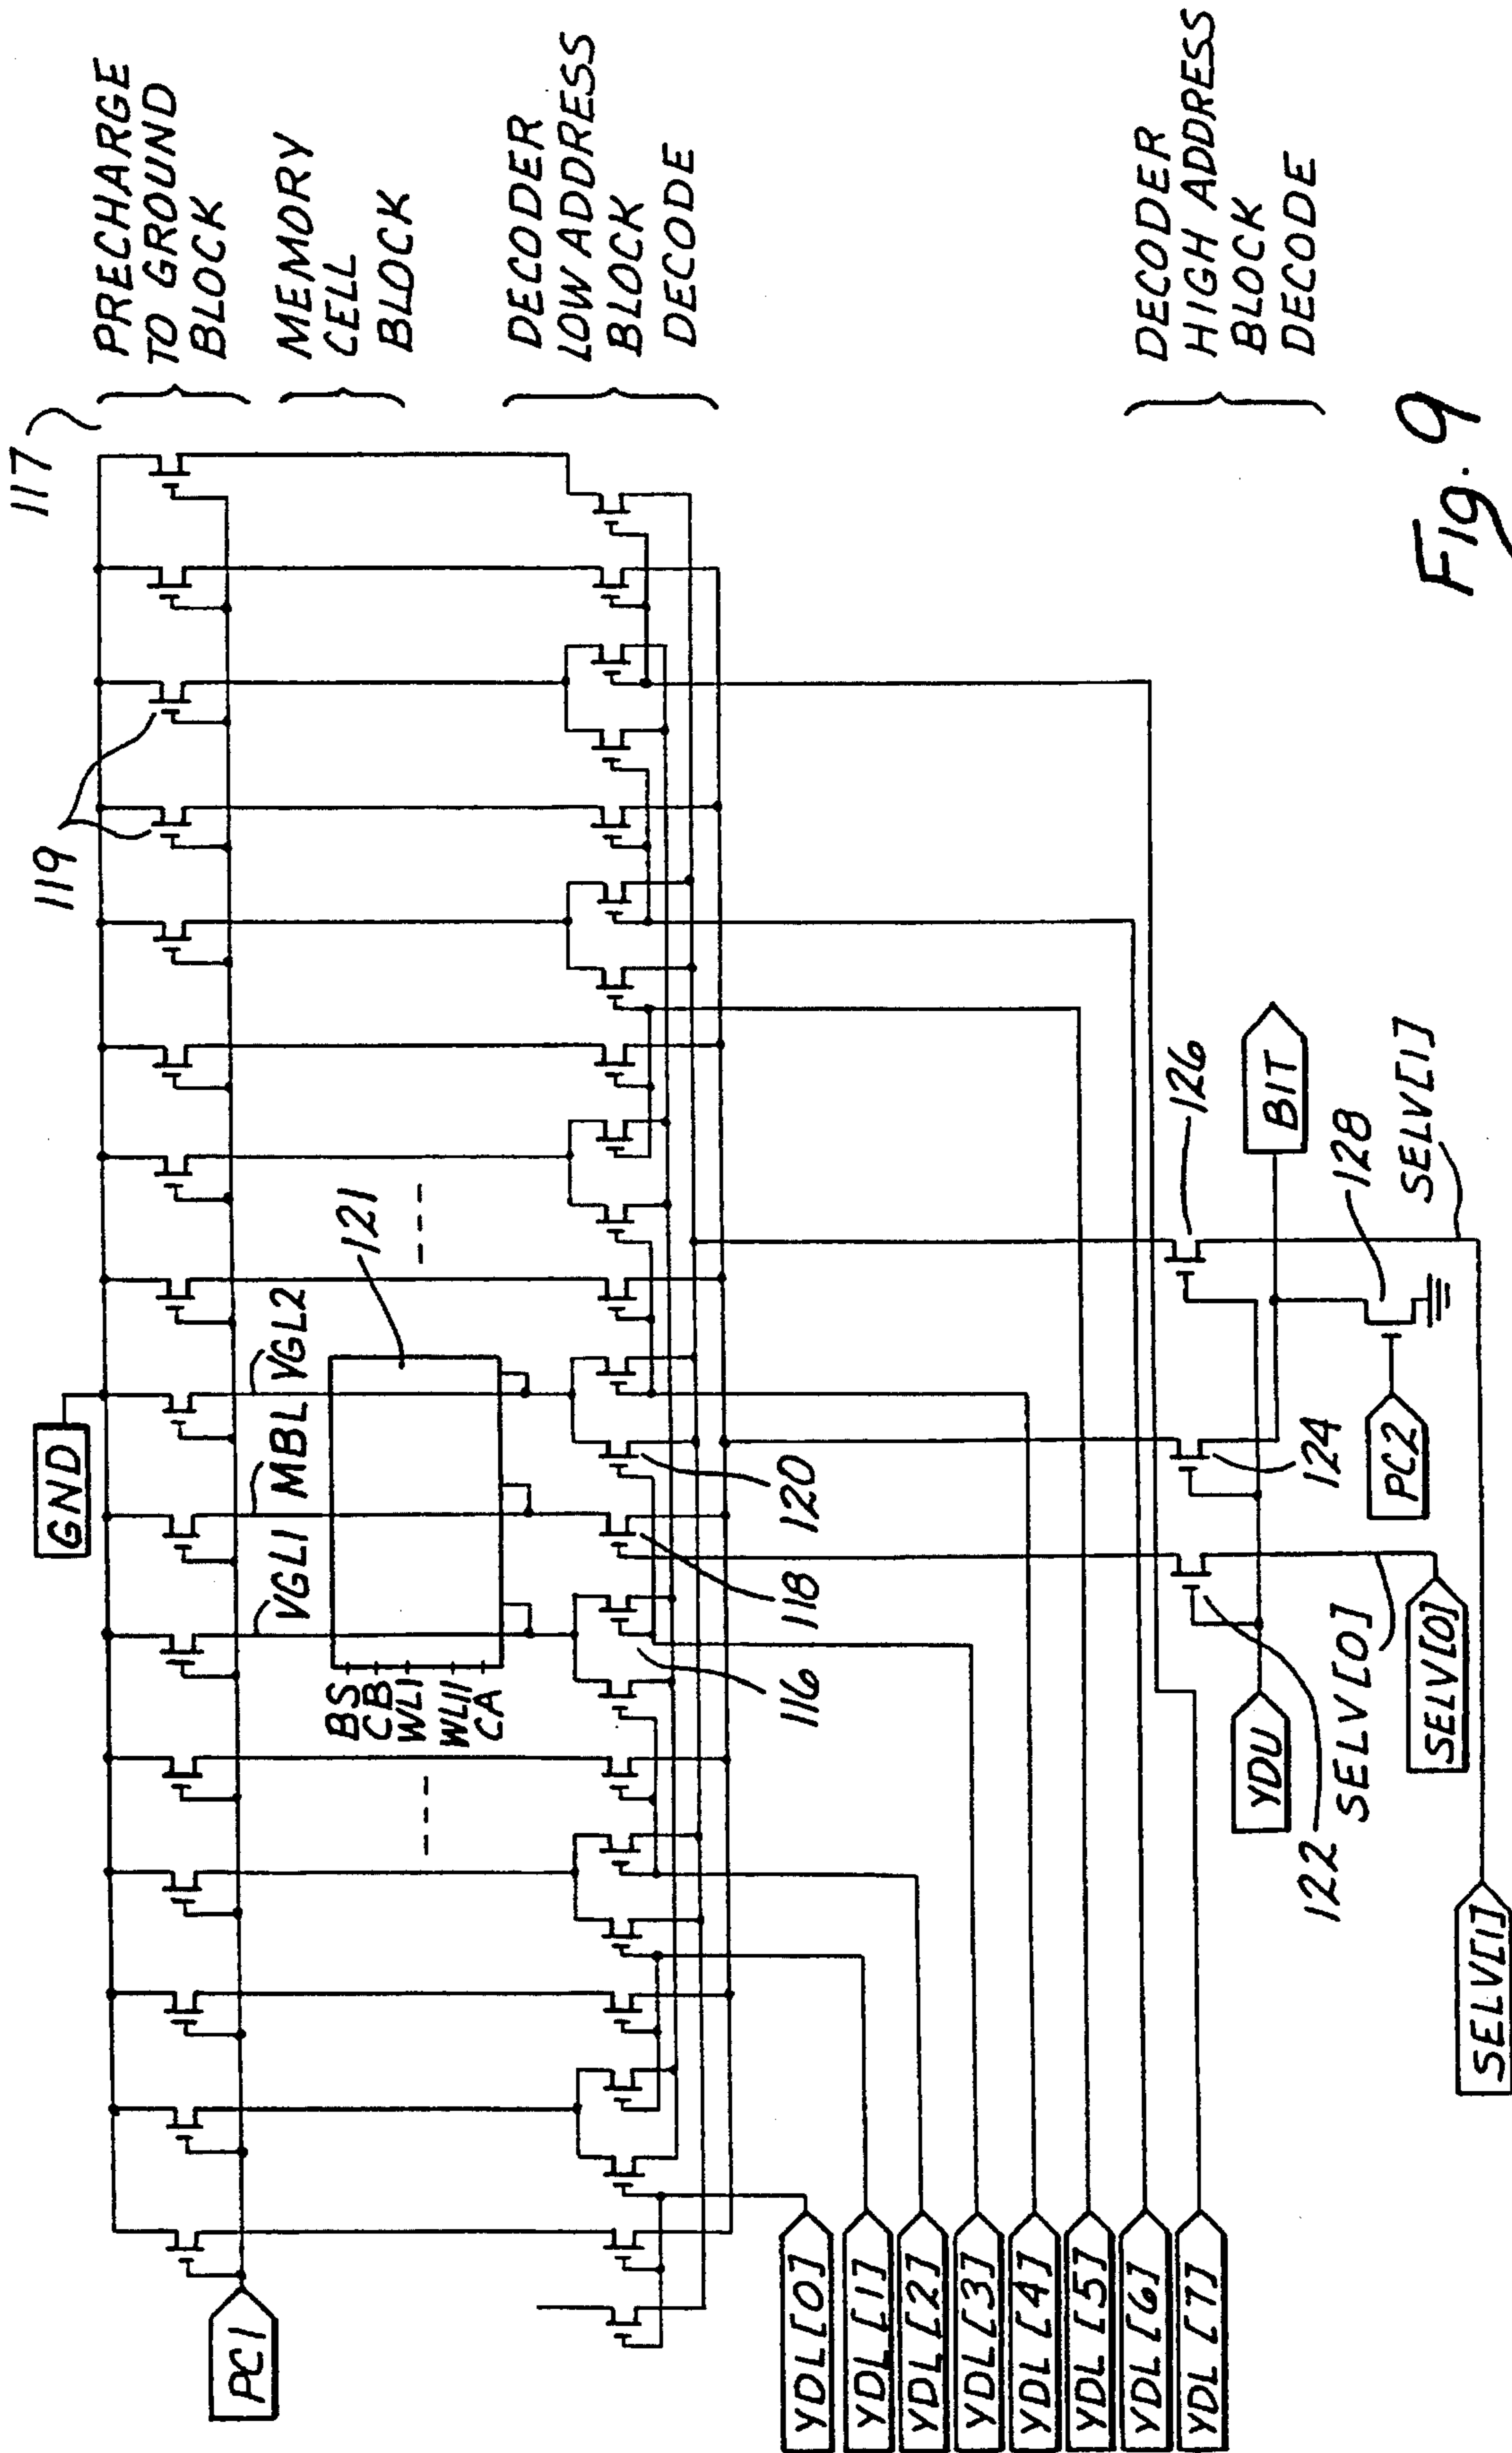 117
PRECHARGE
TO GROUND
BLOCK
119
GND
PC1
MEMORY
CELL
BLOCK
VGL1
MBL
VGL2
121
BS
CB
WL1
WL11
CA
DECODER
LOW ADDRESS
BLOCK
DECODE
116
118
120
YDL[0]
YDL[1]
YDL[2]
YDL[3]
YDL[4]
YDL[5]
YDL[6]
YDL[7]
DECODER
HIGH ADDRESS
BLOCK
DECODE
YDU
122
124
126
BIT
128
PC2
SELV[0]
SELV[0]
SELV[1]
SELV[1]
Fig. 9